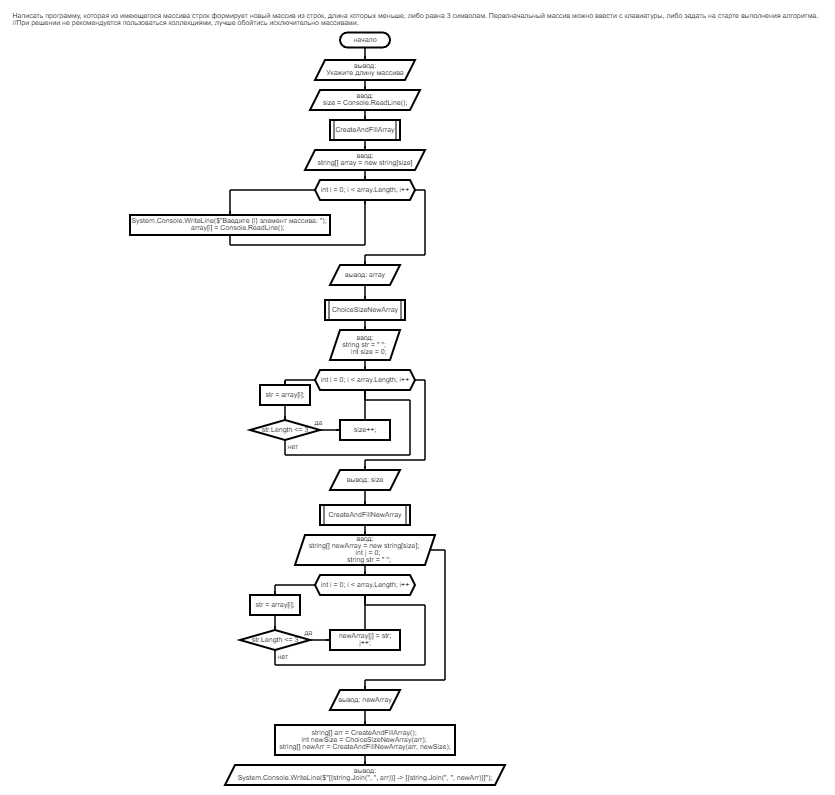 Написать программу, которая из имеющегося массива строк формирует новый массив из строк, длина которых меньше, либо равна 3 символам. Первоначальный массив можно ввести с клавиатуры, либо задать на старте выполнения алгоритма.
//При решении не рекомендуется пользоваться коллекциями, лучше обойтись исключительно массивами.
начало
вывод:
Укажите длину массива
ввод:
size = Console.ReadLine();
CreateAndFillArray
ввод:
string[] array = new string[size]
int i = 0; i < array.Length; i++
System.Console.WriteLine($"Введите {i} элемент массива: ");
array[i] = Console.ReadLine();
вывод: array
ChoiceSizeNewArray
ввод:
string str = " ";
int size = 0;
int i = 0; i < array.Length; i++
str = array[i];
да
str.Length <= 3
size++;
нет
вывод: size
CreateAndFillNewArray
ввод:
string[] newArray = new string[size];
int j = 0;
string str = " ";
int i = 0; i < array.Length; i++
str = array[i];
да
str.Length <= 3
newArray[j] = str;
j++;
нет
вывод: newArray
string[] arr = CreateAndFillArray();
int newSize = ChoiceSizeNewArray(arr);
string[] newArr = CreateAndFillNewArray(arr, newSize);
вывод:
System.Console.WriteLine($"[{string.Join(", ", arr)}] -> [{string.Join(", ", newArr)}]");